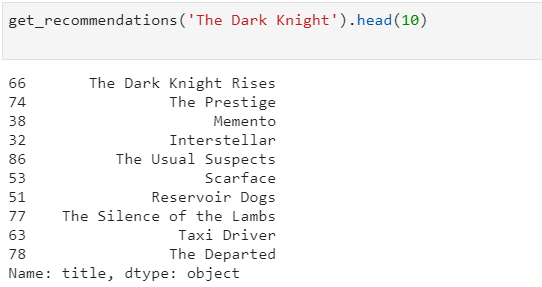 get_recommendations('The Dark Knight').head(10)
66 The Dark Knight Rises
74 The Prestige
38 Memento
32 Interstellar
86 The Usual Suspects
53 Scarface
51 Reservoir Dogs
77 The Silence of the Lambs
63 Taxi Driver
78 The Departed
Name: title, dtype: object